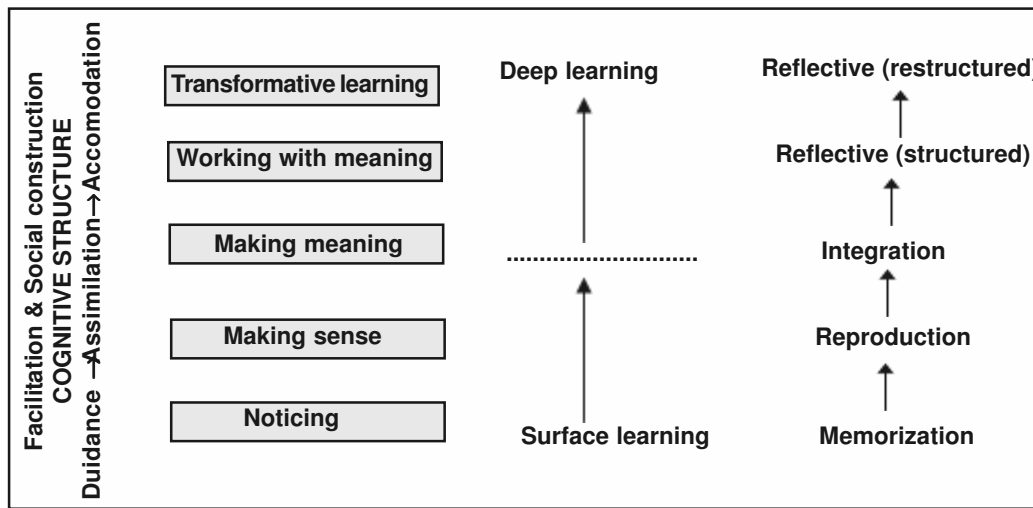 Facilitation & Social construction
COGNITIVE STRUCTURE
Duidance →Assimilation→Accomodation
Transformative learning
Working with meaning
Making meaning
Making sense
Noticing
Deep learning
Surface learning
Reflective (restructured)
Reflective (structured)
Integration
Reproduction
Memorization